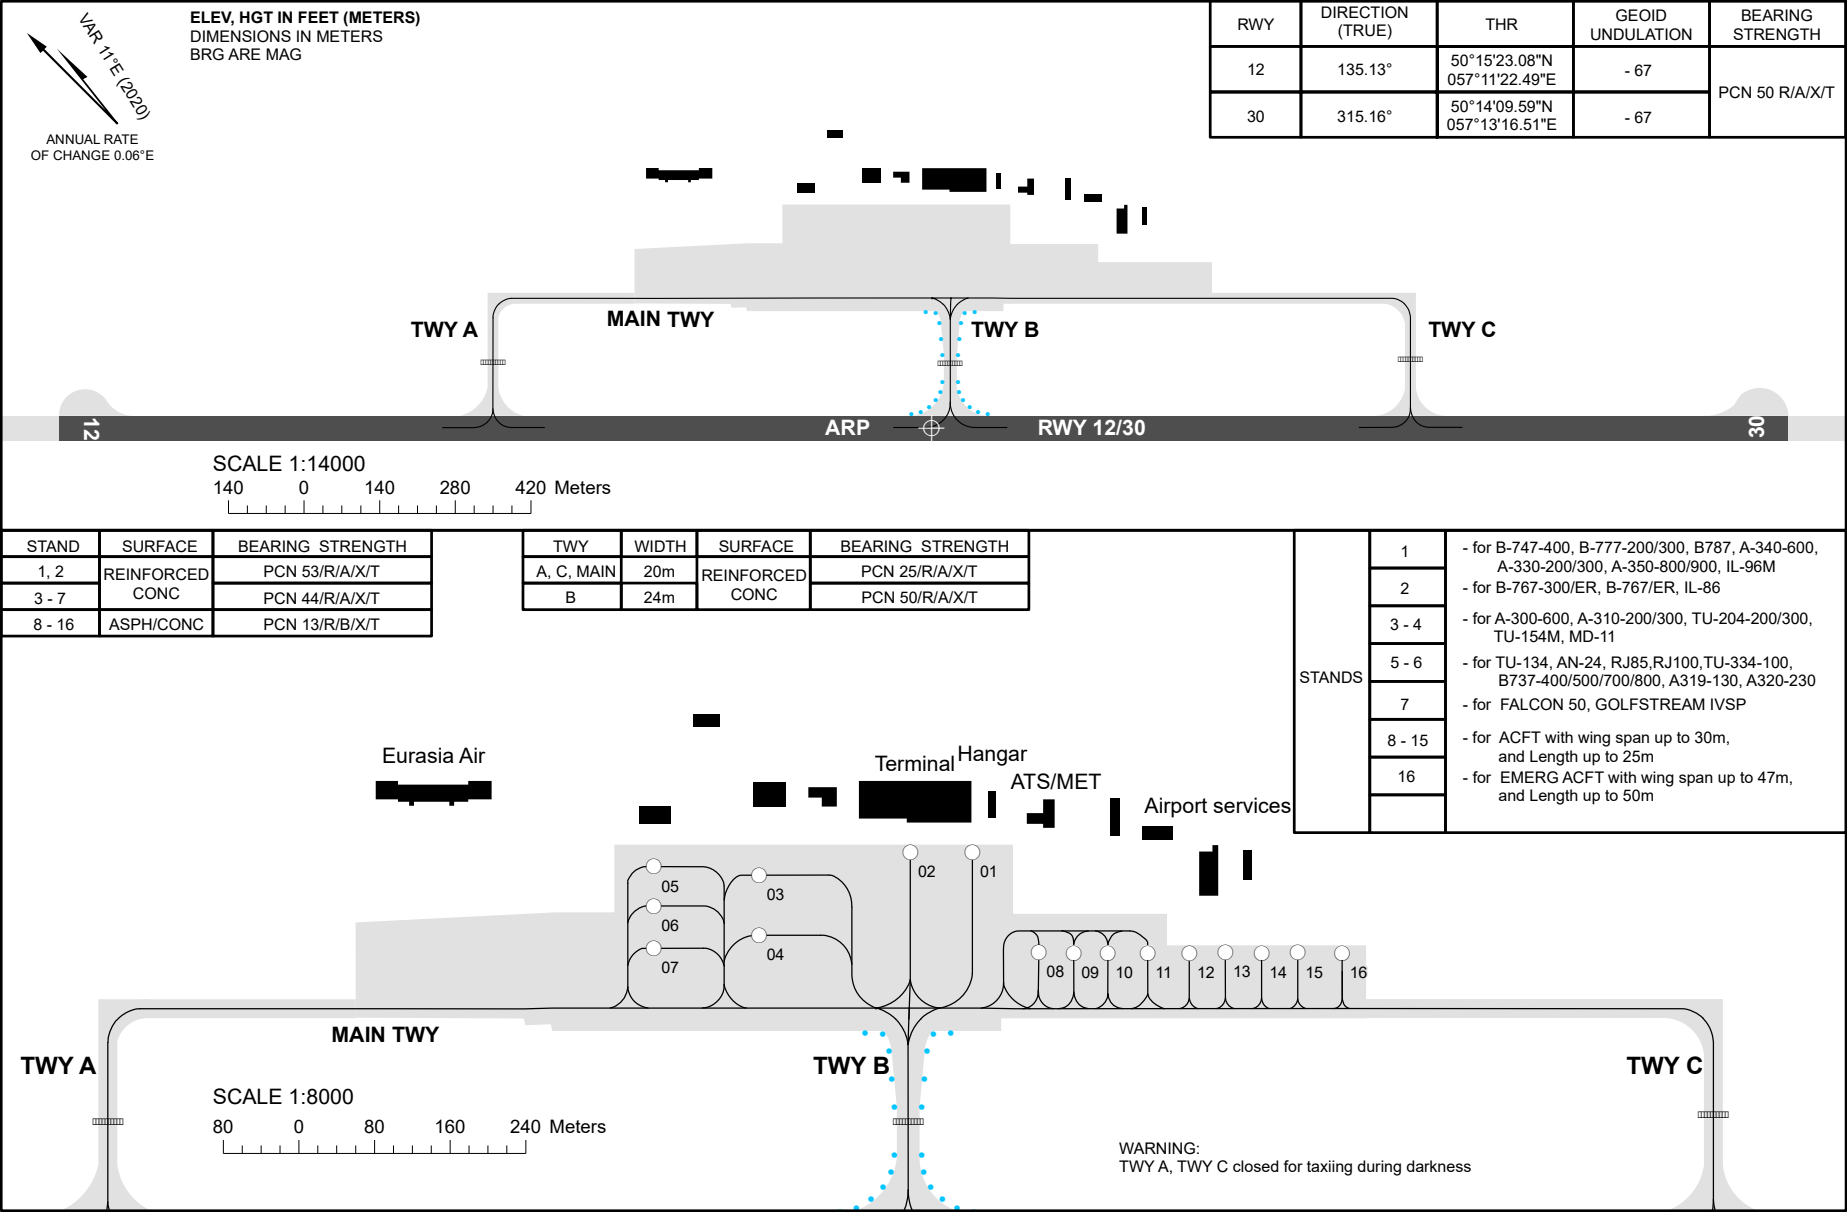 VAR 11°E (2020)
ANNUAL RATE
OF CHANGE 0.06°E
ELEV, HGT IN FEET (METERS)
DIMENSIONS IN METERS
BRG ARE MAG
RWY DIRECTION (TRUE) THR GEOID UNDULATION BEARING STRENGTH
12 135.13° 50°15'23.08"N 057°11'22.49"E - 67 PCN 50 R/A/X/T
30 315.16° 50°14'09.59"N 057°13'16.51"E - 67
TWY A
MAIN TWY
TWY B
TWY C
12
ARP
RWY 12/30
30
SCALE 1:14000
140 0 140 280 420 Meters
STAND SURFACE BEARING STRENGTH
1, 2 REINFORCED CONC PCN 53/R/A/X/T
3 - 7 PCN 44/R/A/X/T
8 - 16 ASPH/CONC PCN 13/R/B/X/T
TWY WIDTH SURFACE BEARING STRENGTH
A, C, MAIN 20m REINFORCED CONC PCN 25/R/A/X/T
B 24m PCN 50/R/A/X/T
STANDS
1 - for B-747-400, B-777-200/300, B787, A-340-600,
A-330-200/300, A-350-800/900, IL-96M
2 - for B-767-300/ER, B-767/ER, IL-86
3 - 4 - for A-300-600, A-310-200/300, TU-204-200/300,
TU-154M, MD-11
5 - 6 - for TU-134, AN-24, RJ85,RJ100,TU-334-100,
B737-400/500/700/800, A319-130, A320-230
7 - for FALCON 50, GOLFSTREAM IVSP
8 - 15 - for ACFT with wing span up to 30m,
and Length up to 25m
16 - for EMERG ACFT with wing span up to 47m,
and Length up to 50m
Eurasia Air
Terminal
Hangar
ATS/MET
Airport services
05
03
02
01
06
04
07
08
09
10
11
12
13
14
15
16
MAIN TWY
TWY A
TWY B
TWY C
SCALE 1:8000
80 0 80 160 240 Meters
WARNING:
TWY A, TWY C closed for taxiing during darkness